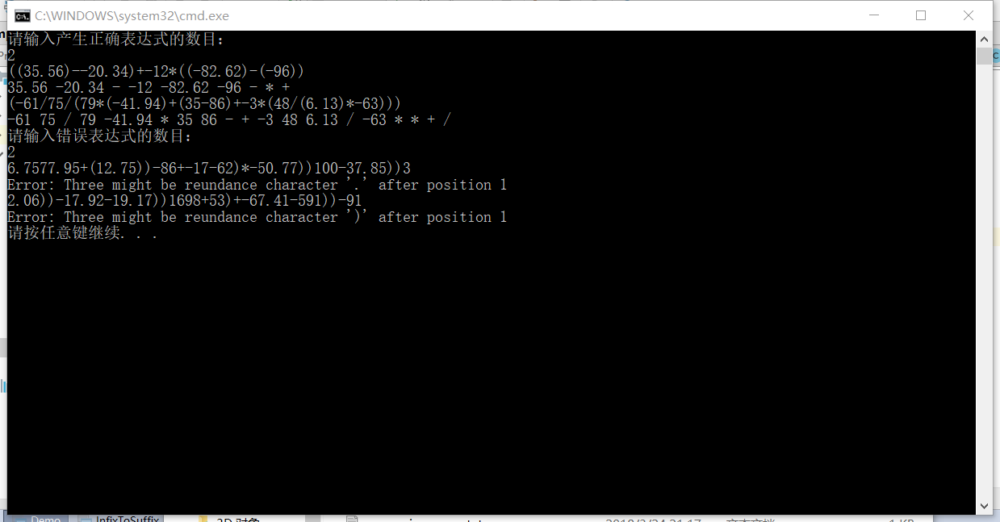 C:\WINDOWS\system32\cmd.exe
请输入产生正确表达式的数目:
2
((35.56)--20.34)+-12*((-82.62)-(-96))
35.56 -20.34 - -12 -82.62 -96 - * +
(-61/75/(79*(-41.94)+(35-86)+-3*(48/(6.13)*-63)))
-61 75 / 79 -41.94 * 35 86 - + -3 48 6.13 / -63 * * + /
请输入错误表达式的数目:
2
6.7577.95+(12.75))-86+-17-62)*-50.77))100-37.85))3
Error: Three might be reundance character '.' after position 1
2.06))-17.92-19.17))1698+53)+-67.41-591))-91
Error: Three might be reundance character ')' after position 1
请按任意键继续. . .
Demo InfixToSuffix